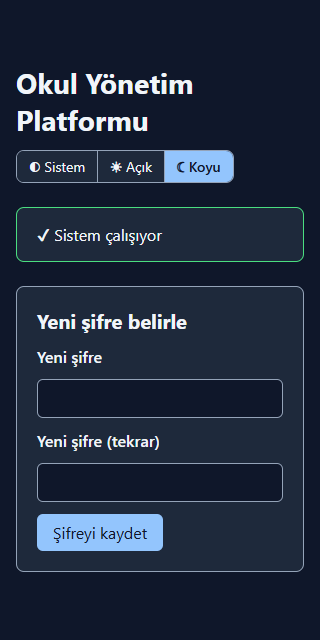 Okul Yönetim
Platformu
◐ Sistem ☀ Açık ☾ Koyu
✓ Sistem çalışıyor
Yeni şifre belirle
Yeni şifre
Yeni şifre (tekrar)
Şifreyi kaydet